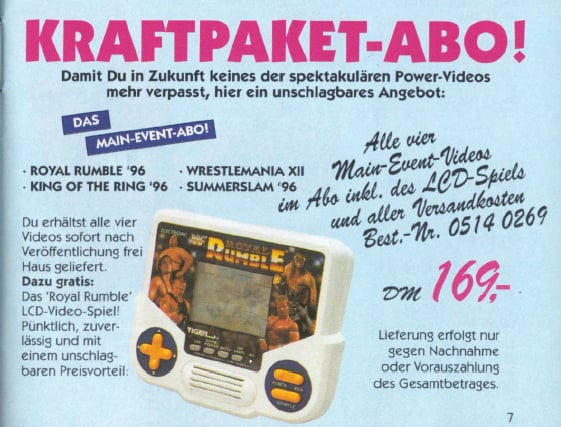 KRAFTPAKET-ABO!
Damit Du in Zukunft keines der spektakulären Power-Videos
mehr verpasst, hier ein unschlagbares Angebot:
DAS
MAIN-EVENT-ABO!
· ROYAL RUMBLE '96
· KING OF THE RING '96
· WRESTLEMANIA XII
· SUMMERSLAM '96
Alle vier
Main-Event-Videos
im Abo inkl. des LCD-Spiels
und aller Versandkosten
Best.-Nr. 0514 0269
Du erhältst alle vier
Videos sofort nach
Veröffentlichung frei
Haus geliefert.
Dazu gratis:
Das 'Royal Rumble'
LCD-Video-Spiel!
Pünktlich, zuver-
lässig und mit
einem unschlag-
baren Preisvorteil:
ELECTRONIC
ROYAL
RUMBLE
TIGER
DM 169,-
Lieferung erfolgt nur
gegen Nachnahme
oder Vorauszahlung
des Gesamtbetrages.
7